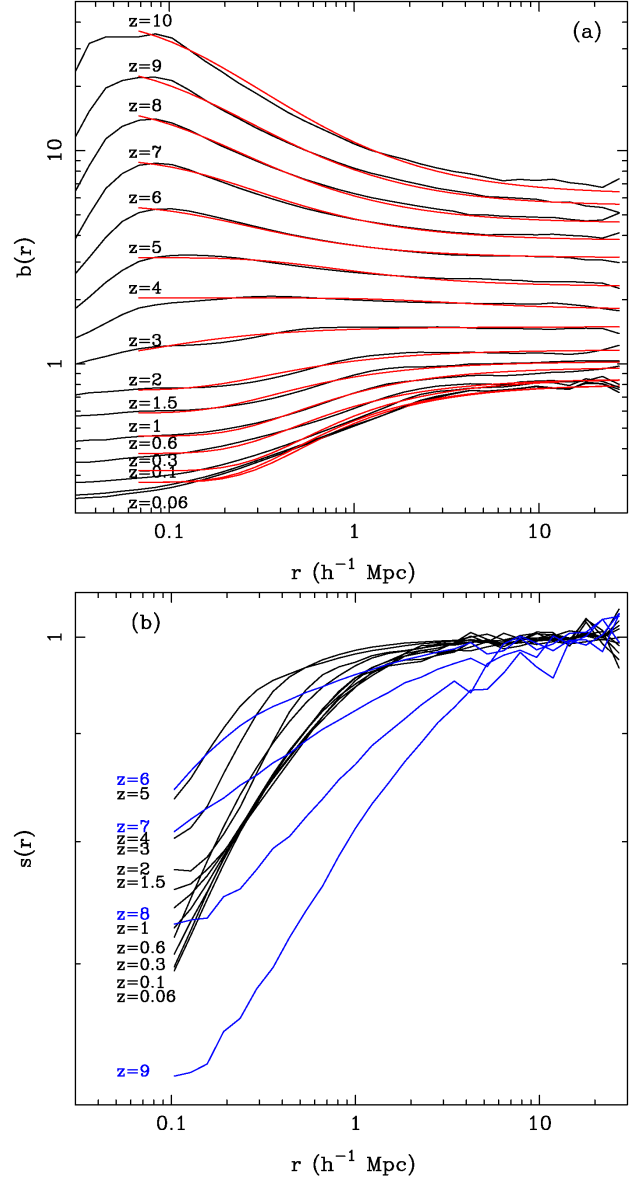 (a)
z=10
z=9
z=8
z=7
z=6
z=5
z=4
z=3
z=2
z=1.5
z=1
z=0.6
z=0.3
z=0.1
z=0.06
10
1
b(r)
0.1 1 10
r (h⁻¹ Mpc)
(b)
1
z=6
z=5
z=7
z=4
z=3
z=2
z=1.5
z=8
z=1
z=0.6
z=0.3
z=0.1
z=0.06
z=9
s(r)
0.1 1 10
r (h⁻¹ Mpc)